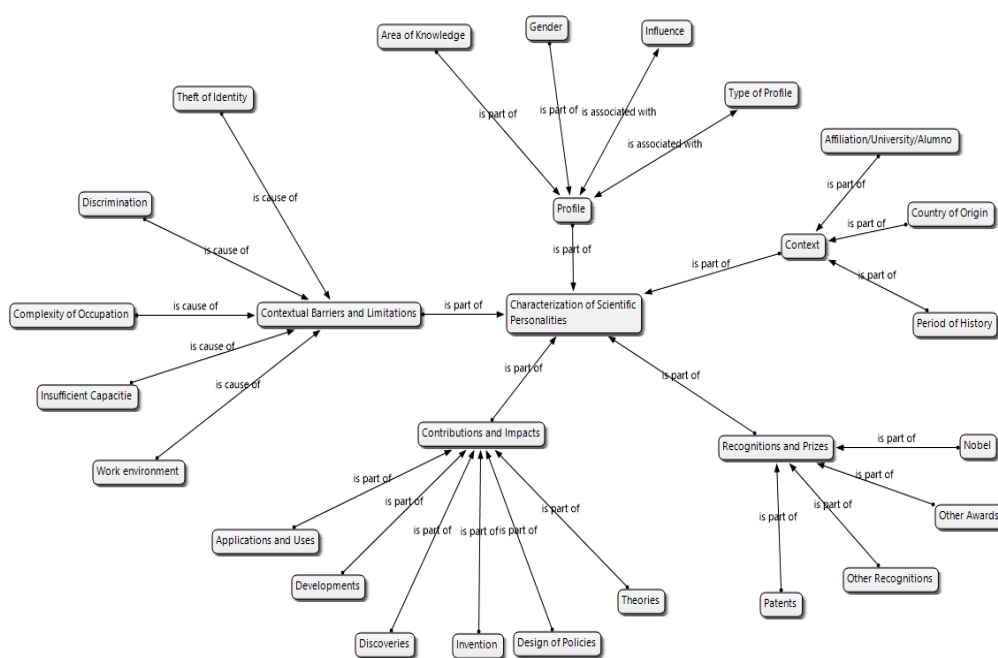 Gender
Influence
Area of Knowledge
Type of Profile
Theft of Identity
is part of
is part of
is associated with
Affiliation/University/Alumno
is associated with
is part of
Discrimination
is cause of
Profile
Country of Origin
is part of
Context
is cause of
is part of
is part of
is part of
Complexity of Occupation
is cause of
Contextual Barriers and Limitations
is part of
Characterization of Scientific
Personalities
Period of History
is cause of
is part of
is part of
Insufficient Capacitie
is cause of
Contributions and Impacts
Recognitions and Prizes
is part of
Nobel
Work environment
is part of
is part of
is part of
is part of
is part of
is part of
is part of
is part of
Other Awards
Applications and Uses
is part of
Developments
Other Recognitions
Theories
Patents
Discoveries
Invention
Design of Policies